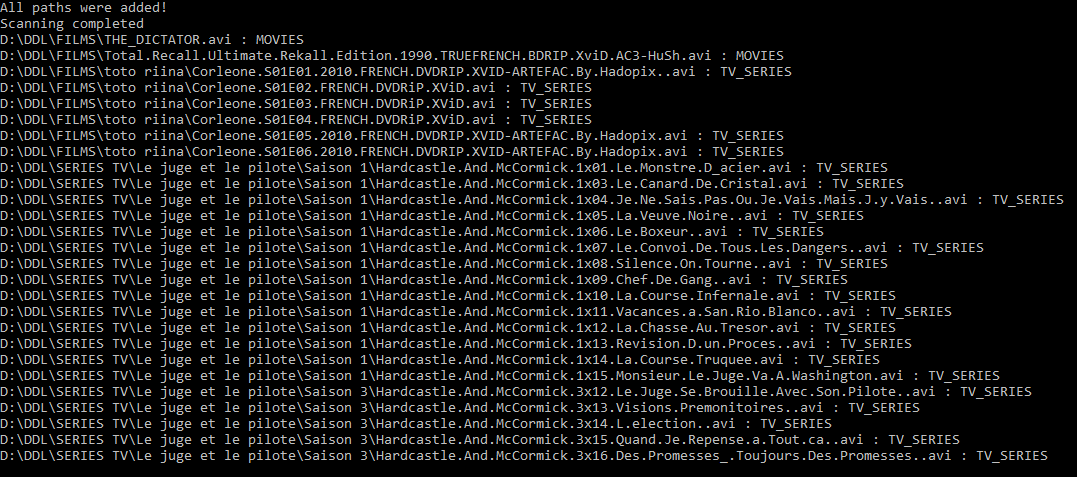 All paths were added!
Scanning completed
D:\DDL\FILMS\THE_DICTATOR.avi : MOVIES
D:\DDL\FILMS\Total.Recall.Ultimate.Rekall.Edition.1990.TRUEFRENCH.BDRIP.XviD.AC3-HuSh.avi : MOVIES
D:\DDL\FILMS\toto riina\Corleone.S01E01.2010.FRENCH.DVDRIP.XVID-ARTEFAC.By.Hadopix..avi : TV_SERIES
D:\DDL\FILMS\toto riina\Corleone.S01E02.FRENCH.DVDRiP.XViD.avi : TV_SERIES
D:\DDL\FILMS\toto riina\Corleone.S01E03.FRENCH.DVDRiP.XViD.avi : TV_SERIES
D:\DDL\FILMS\toto riina\Corleone.S01E04.FRENCH.DVDRiP.XViD.avi : TV_SERIES
D:\DDL\FILMS\toto riina\Corleone.S01E05.2010.FRENCH.DVDRIP.XVID-ARTEFAC.By.Hadopix.avi : TV_SERIES
D:\DDL\FILMS\toto riina\Corleone.S01E06.2010.FRENCH.DVDRIP.XVID-ARTEFAC.By.Hadopix.avi : TV_SERIES
D:\DDL\SERIES TV\Le juge et le pilote\Saison 1\Hardcastle.And.McCormick.1x01.Le.Monstre.D_acier.avi : TV_SERIES
D:\DDL\SERIES TV\Le juge et le pilote\Saison 1\Hardcastle.And.McCormick.1x03.Le.Canard.De.Cristal.avi : TV_SERIES
D:\DDL\SERIES TV\Le juge et le pilote\Saison 1\Hardcastle.And.McCormick.1x04.Je.Ne.Sais.Pas.Ou.Je.Vais.Mais.J.y.Vais..avi : TV_SERIES
D:\DDL\SERIES TV\Le juge et le pilote\Saison 1\Hardcastle.And.McCormick.1x05.La.Veuve.Noire..avi : TV_SERIES
D:\DDL\SERIES TV\Le juge et le pilote\Saison 1\Hardcastle.And.McCormick.1x06.Le.Boxeur..avi : TV_SERIES
D:\DDL\SERIES TV\Le juge et le pilote\Saison 1\Hardcastle.And.McCormick.1x07.Le.Convoi.De.Tous.Les.Dangers..avi : TV_SERIES
D:\DDL\SERIES TV\Le juge et le pilote\Saison 1\Hardcastle.And.McCormick.1x08.Silence.On.Tourne..avi : TV_SERIES
D:\DDL\SERIES TV\Le juge et le pilote\Saison 1\Hardcastle.And.McCormick.1x09.Chef.De.Gang..avi : TV_SERIES
D:\DDL\SERIES TV\Le juge et le pilote\Saison 1\Hardcastle.And.McCormick.1x10.La.Course.Infernale.avi : TV_SERIES
D:\DDL\SERIES TV\Le juge et le pilote\Saison 1\Hardcastle.And.McCormick.1x11.Vacances.a.San.Rio.Blanco..avi : TV_SERIES
D:\DDL\SERIES TV\Le juge et le pilote\Saison 1\Hardcastle.And.McCormick.1x12.La.Chasse.Au.Tresor.avi : TV_SERIES
D:\DDL\SERIES TV\Le juge et le pilote\Saison 1\Hardcastle.And.McCormick.1x13.Revision.D.un.Proces..avi : TV_SERIES
D:\DDL\SERIES TV\Le juge et le pilote\Saison 1\Hardcastle.And.McCormick.1x14.La.Course.Truquee.avi : TV_SERIES
D:\DDL\SERIES TV\Le juge et le pilote\Saison 1\Hardcastle.And.McCormick.1x15.Monsieur.Le.Juge.Va.A.Washington.avi : TV_SERIES
D:\DDL\SERIES TV\Le juge et le pilote\Saison 3\Hardcastle.And.McCormick.3x12.Le.Juge.Se.Brouille.Avec.Son.Pilote..avi : TV_SERIES
D:\DDL\SERIES TV\Le juge et le pilote\Saison 3\Hardcastle.And.McCormick.3x13.Visions.Premonitoires..avi : TV_SERIES
D:\DDL\SERIES TV\Le juge et le pilote\Saison 3\Hardcastle.And.McCormick.3x14.L.election..avi : TV_SERIES
D:\DDL\SERIES TV\Le juge et le pilote\Saison 3\Hardcastle.And.McCormick.3x15.Quand.Je.Repense.a.Tout.ca..avi : TV_SERIES
D:\DDL\SERIES TV\Le juge et le pilote\Saison 3\Hardcastle.And.McCormick.3x16.Des.Promesses_.Toujours.Des.Promesses..avi : TV_SERIES